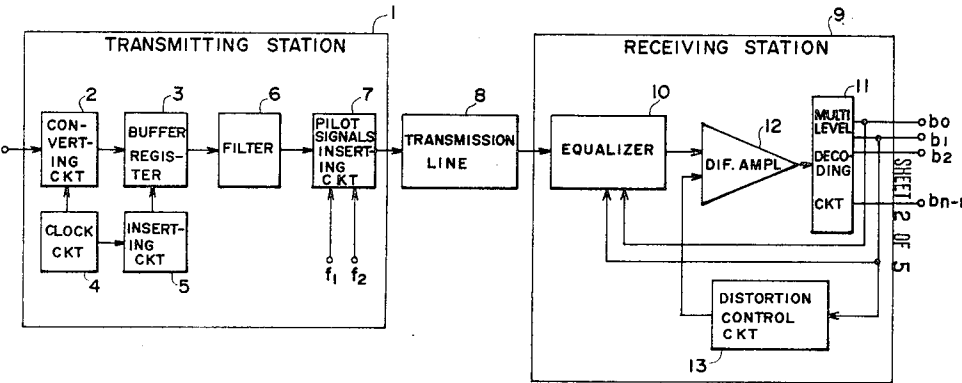 1
TRANSMITTING STATION
2
CON-
VERT-
ING
CKT
3
BUFFER
REGIS-
TER
6
FILTER
7
PILOT
SIGNALS
INSERT-
ING
CKT
CLOCK
CKT
4
INSERT-
ING
CKT
5
f1
f2
8
TRANSMISSION
LINE
9
RECEIVING STATION
10
EQUALIZER
12
DIF. AMPL
11
MULTI
LEVEL
DECO-
DING
CKT
b0
b1
b2
bn-1
DISTORTION
CONTROL
CKT
13
SHEET 2 OF 5